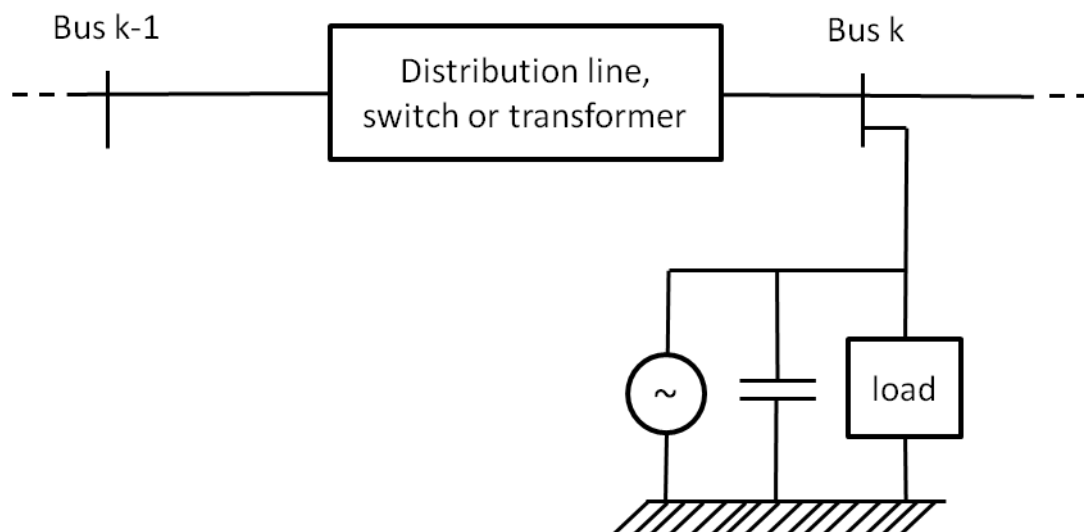 Bus k-1
Bus k
Distribution line,
switch or transformer
~
load